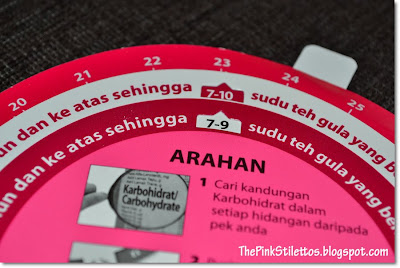 20 21 22 23 24 25
un dan ke atas sehingga 7-10 sudu teh gula yang
tun dan ke atas sehingga 7-9 sudu teh gula yang ber
ARAHAN
Karbohidrat/
Carbohydrate
1 Cari kandungan
Karbohidrat dalam
setiap hidangan daripada
pek anda
ThePinkStilettos.blogspot.com